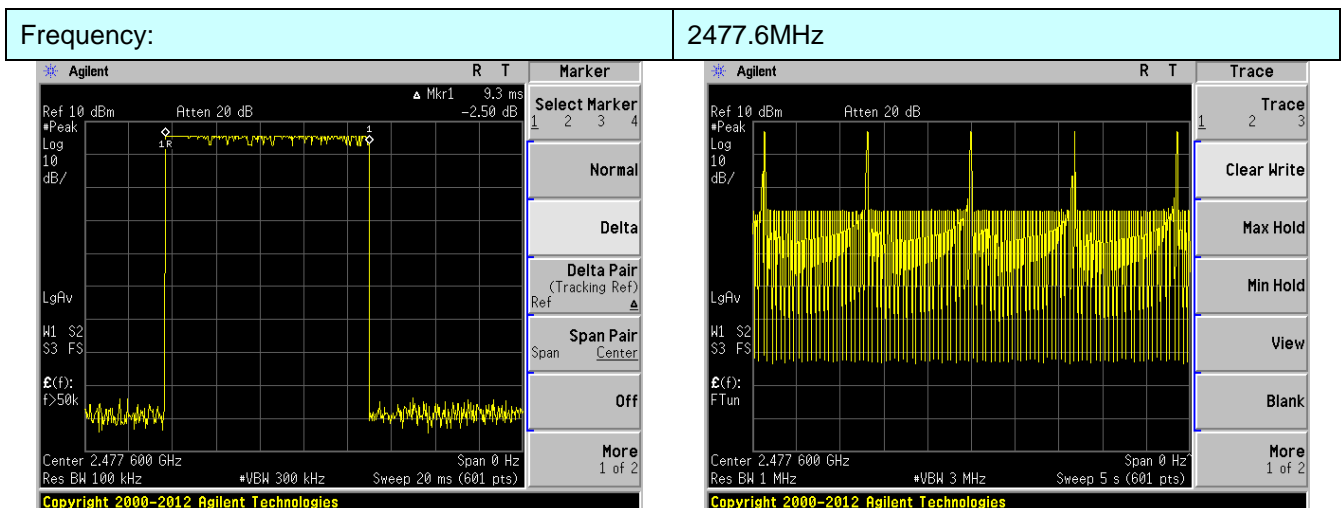 Frequency: 2477.6MHz
Agilent R T Marker
Δ Mkr1 9.3 ms
Ref 10 dBm Atten 20 dB -2.50 dB
#Peak
Log
10
dB/
1R
1
LgAv
W1 S2
S3 FS
£(f):
f>50k
Center 2.477 600 GHz Span 0 Hz
Res BW 100 kHz #VBW 300 kHz Sweep 20 ms (601 pts)
Copyright 2000-2012 Agilent Technologies
Select Marker
1 2 3 4
Normal
Delta
Delta Pair
(Tracking Ref)
Ref Δ
Span Pair
Span Center
Off
More
1 of 2
Agilent R T Trace
Ref 10 dBm Atten 20 dB
#Peak
Log
10
dB/
LgAv
W1 S2
S3 FS
£(f):
FTun
Center 2.477 600 GHz Span 0 Hz^
Res BW 1 MHz #VBW 3 MHz Sweep 5 s (601 pts)
Copyright 2000-2012 Agilent Technologies
Trace
1 2 3
Clear Write
Max Hold
Min Hold
View
Blank
More
1 of 2